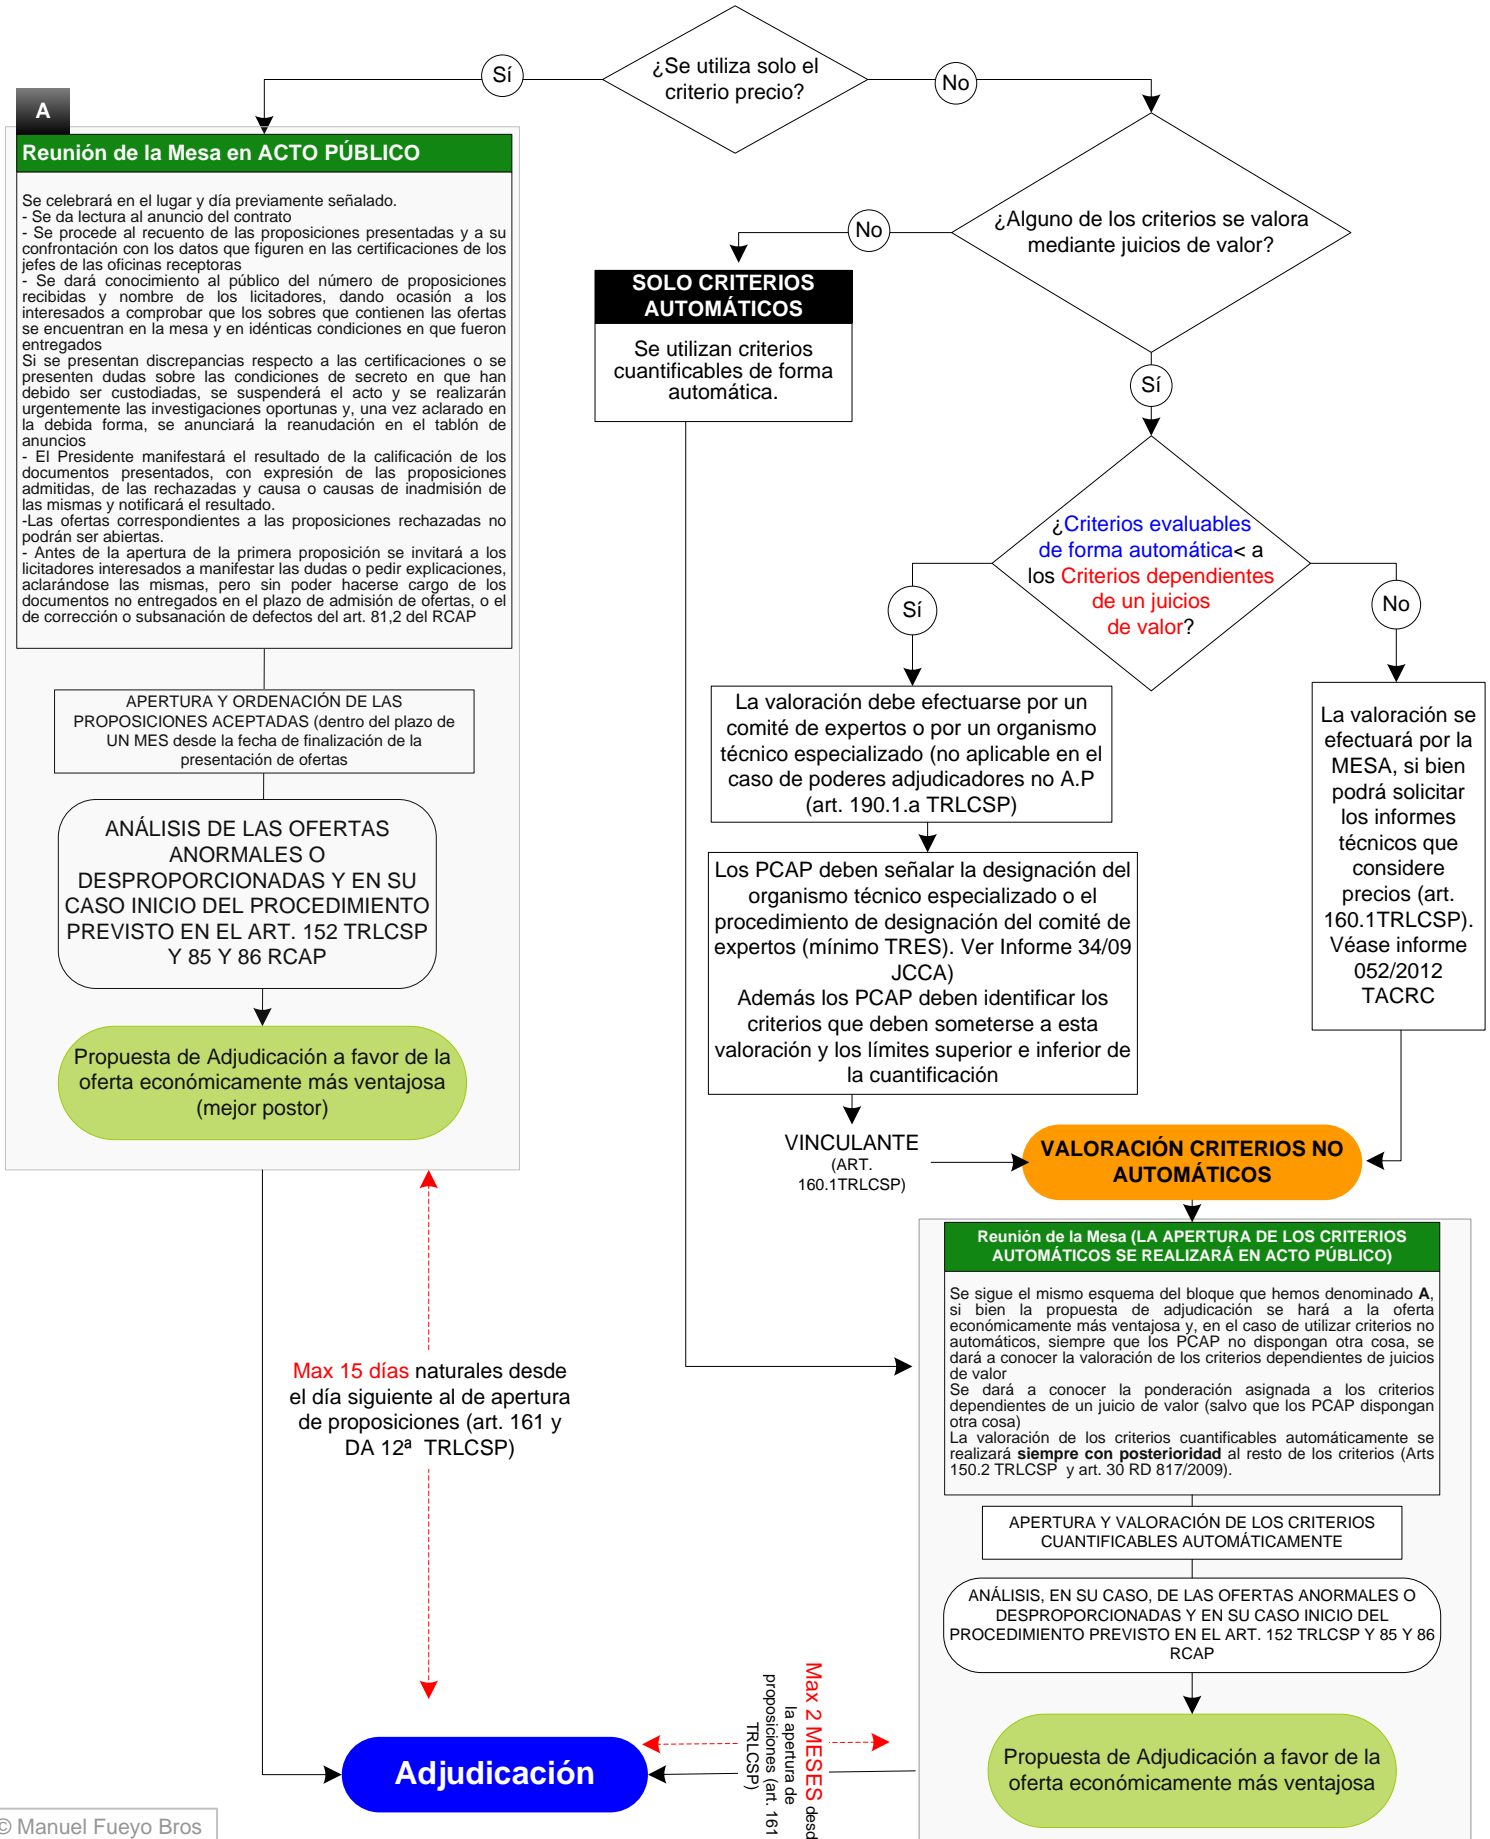 ¿Se utiliza solo el
criterio precio?
Sí
No
A
Reunión de la Mesa en ACTO PÚBLICO
Se celebrará en el lugar y día previamente señalado.
- Se da lectura al anuncio del contrato
- Se procede al recuento de las proposiciones presentadas y a su
confrontación con los datos que figuren en las certificaciones de los
jefes de las oficinas receptoras
- Se dará conocimiento al público del número de proposiciones
recibidas y nombre de los licitadores, dando ocasión a los
interesados a comprobar que los sobres que contienen las ofertas
se encuentran en la mesa y en idénticas condiciones en que fueron
entregados
Si se presentan discrepancias respecto a las certificaciones o se
presenten dudas sobre las condiciones de secreto en que han
debido ser custodiadas, se suspenderá el acto y se realizarán
urgentemente las investigaciones oportunas y, una vez aclarado en
la debida forma, se anunciará la reanudación en el tablón de
anuncios
- El Presidente manifestará el resultado de la calificación de los
documentos presentados, con expresión de las proposiciones
admitidas, de las rechazadas y causa o causas de inadmisión de
las mismas y notificará el resultado.
-Las ofertas correspondientes a las proposiciones rechazadas no
podrán ser abiertas.
- Antes de la apertura de la primera proposición se invitará a los
licitadores interesados a manifestar las dudas o pedir explicaciones,
aclarándose las mismas, pero sin poder hacerse cargo de los
documentos no entregados en el plazo de admisión de ofertas, o el
de corrección o subsanación de defectos del art. 81,2 del RCAP
APERTURA Y ORDENACIÓN DE LAS
PROPOSICIONES ACEPTADAS (dentro del plazo de
UN MES desde la fecha de finalización de la
presentación de ofertas
ANÁLISIS DE LAS OFERTAS
ANORMALES O
DESPROPORCIONADAS Y EN SU
CASO INICIO DEL PROCEDIMIENTO
PREVISTO EN EL ART. 152 TRLCSP
Y 85 Y 86 RCAP
Propuesta de Adjudicación a favor de la
oferta económicamente más ventajosa
(mejor postor)
¿Alguno de los criterios se valora
mediante juicios de valor?
No
Sí
SOLO CRITERIOS
AUTOMÁTICOS
Se utilizan criterios
cuantificables de forma
automática.
¿Criterios evaluables
de forma automática< a
los Criterios dependientes
de un juicios
de valor?
Sí
No
La valoración debe efectuarse por un
comité de expertos o por un organismo
técnico especializado (no aplicable en el
caso de poderes adjudicadores no A.P
(art. 190.1.a TRLCSP)
Los PCAP deben señalar la designación del
organismo técnico especializado o el
procedimiento de designación del comité de
expertos (mínimo TRES). Ver Informe 34/09
JCCA)
Además los PCAP deben identificar los
criterios que deben someterse a esta
valoración y los límites superior e inferior de
la cuantificación
La valoración se
efectuará por la
MESA, si bien
podrá solicitar
los informes
técnicos que
considere
precios (art.
160.1TRLCSP).
Véase informe
052/2012
TACRC
VINCULANTE
(ART.
160.1TRLCSP)
VALORACIÓN CRITERIOS NO
AUTOMÁTICOS
Reunión de la Mesa (LA APERTURA DE LOS CRITERIOS
AUTOMÁTICOS SE REALIZARÁ EN ACTO PÚBLICO)
Se sigue el mismo esquema del bloque que hemos denominado A,
si bien la propuesta de adjudicación se hará a la oferta
económicamente más ventajosa y, en el caso de utilizar criterios no
automáticos, siempre que los PCAP no dispongan otra cosa, se
dará a conocer la valoración de los criterios dependientes de juicios
de valor
Se dará a conocer la ponderación asignada a los criterios
dependientes de un juicio de valor (salvo que los PCAP dispongan
otra cosa)
La valoración de los criterios cuantificables automáticamente se
realizará siempre con posterioridad al resto de los criterios (Arts
150.2 TRLCSP y art. 30 RD 817/2009).
APERTURA Y VALORACIÓN DE LOS CRITERIOS
CUANTIFICABLES AUTOMÁTICAMENTE
ANÁLISIS, EN SU CASO, DE LAS OFERTAS ANORMALES O
DESPROPORCIONADAS Y EN SU CASO INICIO DEL
PROCEDIMIENTO PREVISTO EN EL ART. 152 TRLCSP Y 85 Y 86
RCAP
Propuesta de Adjudicación a favor de la
oferta económicamente más ventajosa
Max 15 días naturales desde
el día siguiente al de apertura
de proposiciones (art. 161 y
DA 12ª TRLCSP)
Max 2 MESES desd
la apertura de
proposiciones (art. 161
TRLCSP)
Adjudicación
© Manuel Fueyo Bros